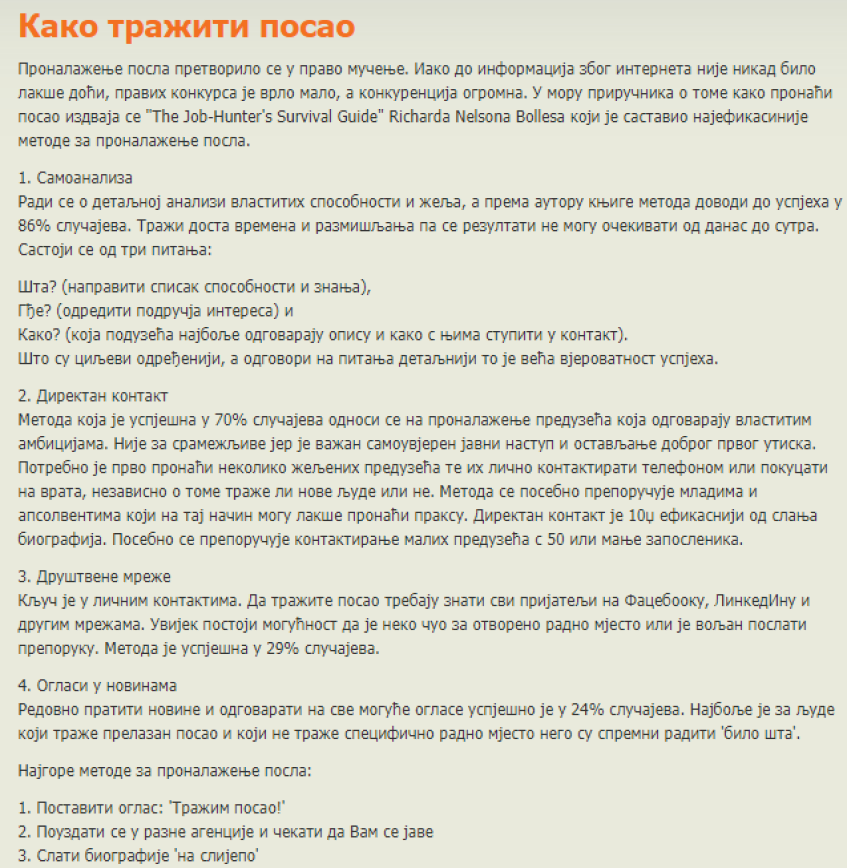 Како тражити посао
Проналажење посла претворило се у право мучење. Иако до информација због интернета није никад било
лакше доћи, правих конкурса је врло мало, а конкуренција огромна. У мору приручника о томе како пронаћи
посао издваја се "The Job-Hunter's Survival Guide" Richarda Nelsona Bollesa који је саставио најефикасиније
методе за проналажење посла.
1. Самоанализа
Ради се о детаљној анализи властитих способности и жеља, а према аутору књиге метода доводи до успјеха у
86% случајева. Тражи доста времена и размишљања па се резултати не могу очекивати од данас до сутра.
Састоји се од три питања:
Шта? (направити списак способности и знања),
Гђе? (одредити подручја интереса) и
Како? (која подузећа најбоље одговарају опису и како с њима ступити у контакт).
Што су циљеви одређенији, а одговори на питања детаљнији то је већа вјероватност успјеха.
2. Директан контакт
Метода која је успјешна у 70% случајева односи се на проналажење предузећа која одговарају властитим
амбицијама. Није за срамежљиве јер је важан самоувјерен јавни наступ и остављање доброг првог утиска.
Потребно је прво пронаћи неколико жељених предузећа те их лично контактирати телефоном или покуцати
на врата, независно о томе траже ли нове људе или не. Метода се посебно препоручује младима и
апсолвентима који на тај начин могу лакше пронаћи праксу. Директан контакт је 10џ ефикаснији од слања
биографија. Посебно се препоручује контактирање малих предузећа с 50 или мање запосленика.
3. Друштвене мреже
Кључ је у личним контактима. Да тражите посао требају знати сви пријатељи на Фацебооку, ЛинкедИну и
другим мрежама. Увијек постоји могућност да је неко чуо за отворено радно мјесто или је вољан послати
препоруку. Метода је успјешна у 29% случајева.
4. Огласи у новинама
Редовно пратити новине и одговарати на све могуће огласе успјешно је у 24% случајева. Најбоље је за људе
који траже прелазан посао и који не траже специфично радно мјесто него су спремни радити 'било шта'.
Најгоре методе за проналажење посла:
1. Поставити оглас: 'Тражим посао!'
2. Поуздати се у разне агенције и чекати да Вам се јаве
3. Слати биографије 'на слијепо'